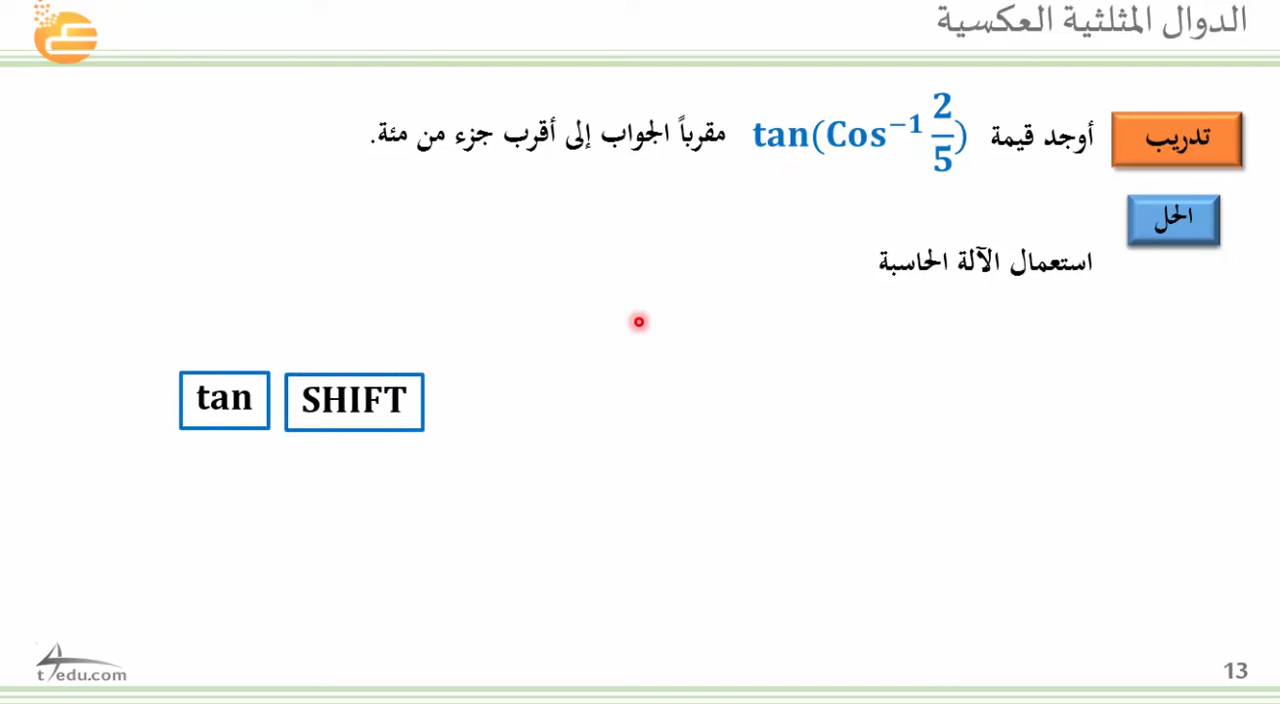 الدوال المثلثية العكسية
تدريب
أوجد قيمة tan(Cos⁻¹ 2/5) مقرباً الجواب إلى أقرب جزء من مئة.
الحل
استعمال الآلة الحاسبة
tan SHIFT
t4edu.com
13